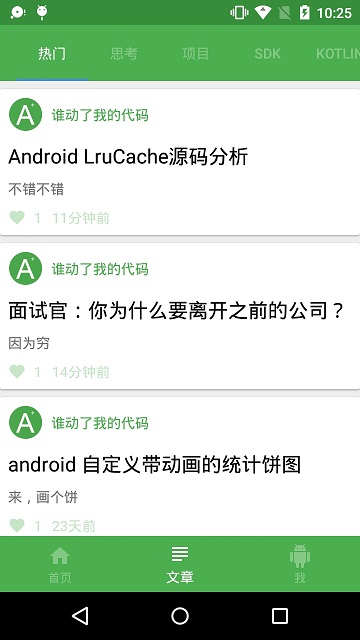 10:25
热门 思考 项目 SDK KOTLIN
谁动了我的代码
Android LruCache源码分析
不错不错
1 11分钟前
谁动了我的代码
面试官：你为什么要离开之前的公司？
因为穷
1 14分钟前
谁动了我的代码
android 自定义带动画的统计饼图
来，画个饼
1 23天前
首页 文章 我